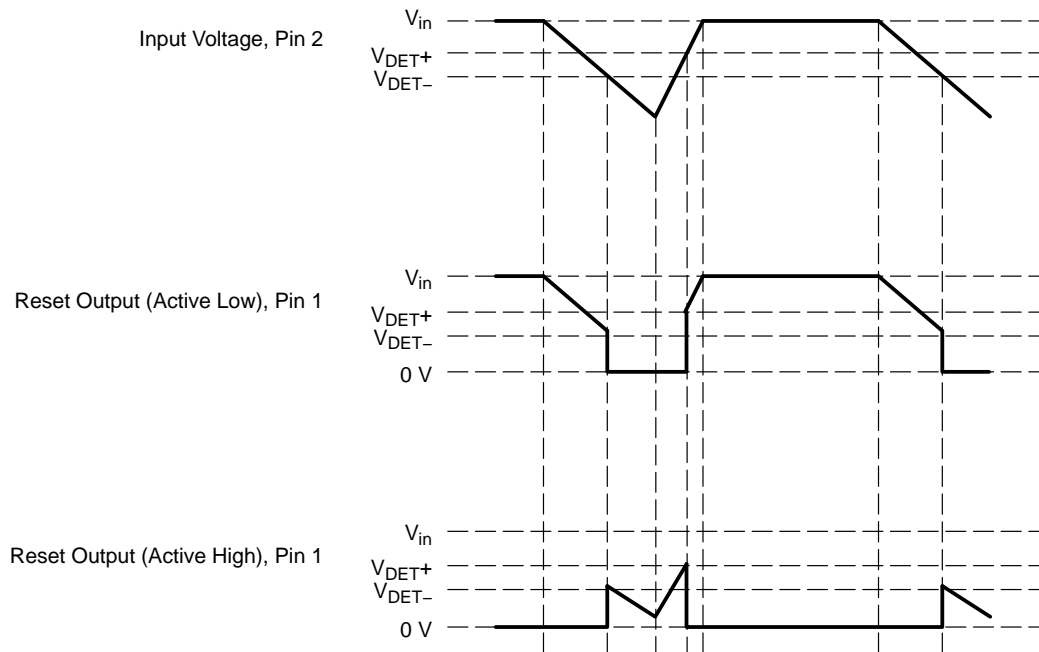 Input Voltage, Pin 2
Vin
VDET+
VDET–
Reset Output (Active Low), Pin 1
Vin
VDET+
VDET–
0 V
Reset Output (Active High), Pin 1
Vin
VDET+
VDET–
0 V